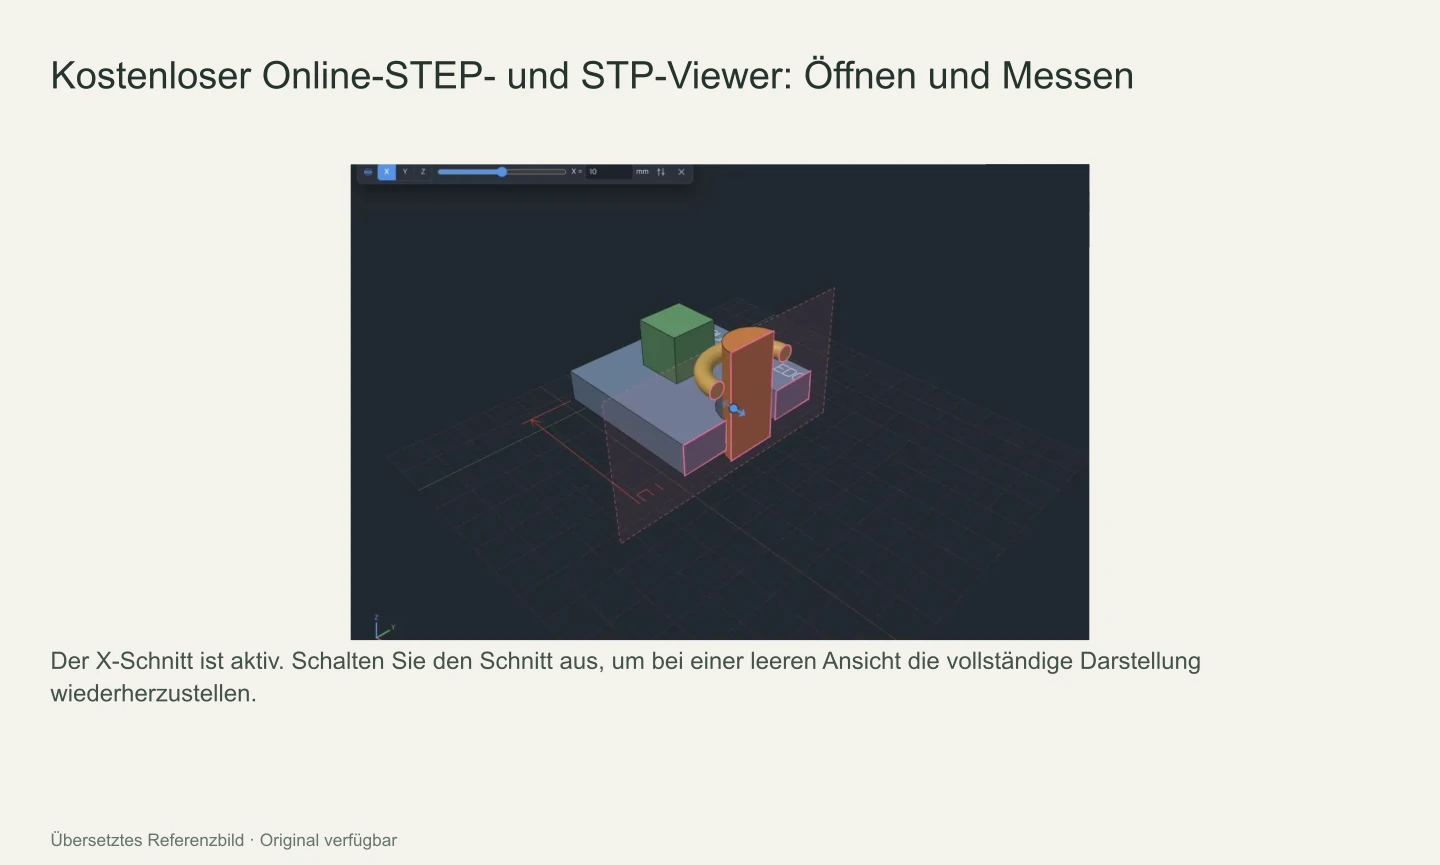 Kostenloser Online-STEP- und STP-Viewer: Öffnen und Messen
X Y Z X = 10 mm
EDG
Z
Y
Der X-Schnitt ist aktiv. Schalten Sie den Schnitt aus, um bei einer leeren Ansicht die vollständige Darstellung
wiederherzustellen.
Übersetztes Referenzbild · Original verfügbar